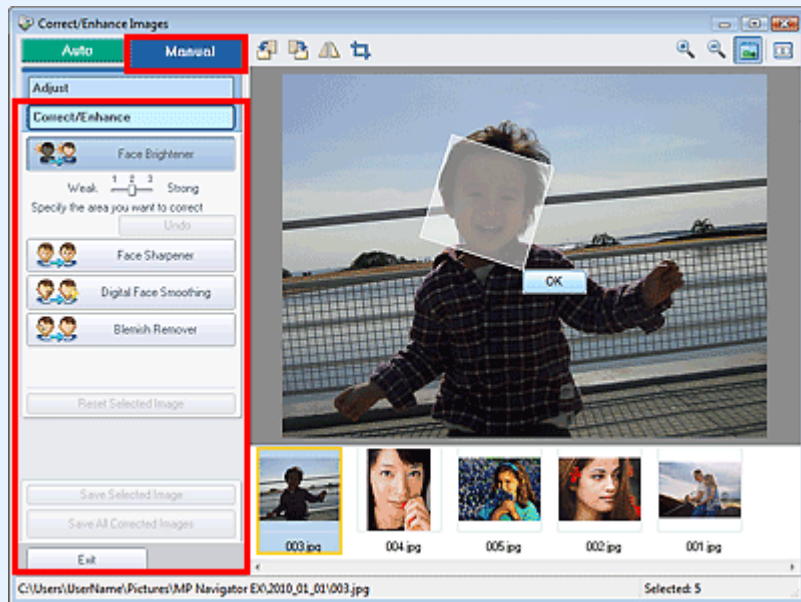 Correct/Enhance Images
Auto Manual
Adjust
Correct/Enhance
Face Brightener
1 2 3
Weak Strong
Specify the area you want to correct
Undo
Face Sharpener
Digital Face Smoothing
Blemish Remover
Reset Selected Image
Save Selected Image
Save All Corrected Images
Exit
OK
003.jpg 004.jpg 005.jpg 002.jpg 001.jpg
C:\Users\UserName\Pictures\MP Navigator EX\2010_01_01\003.jpg Selected: 5